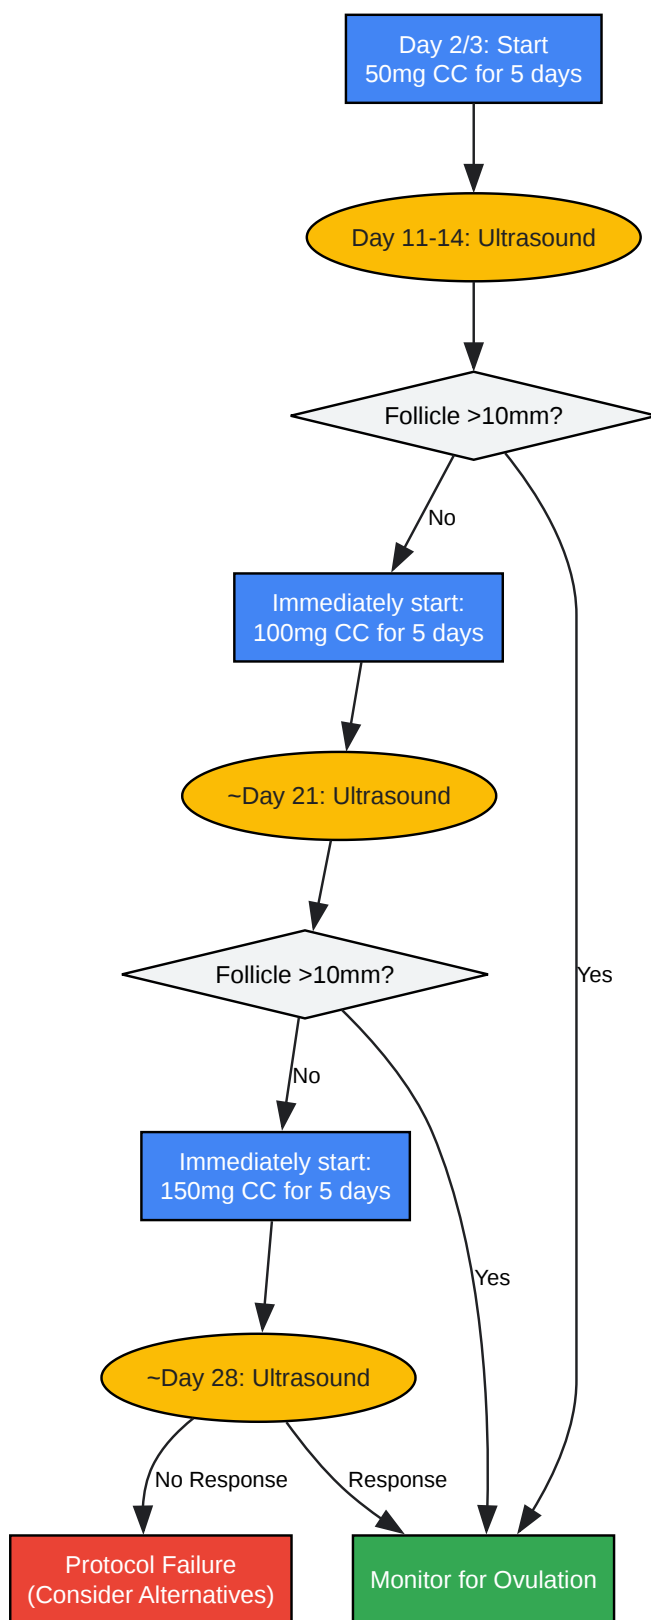 Day 2/3: Start
50mg CC for 5 days
Day 11-14: Ultrasound
Follicle >10mm?
No
Immediately start:
100mg CC for 5 days
~Day 21: Ultrasound
Follicle >10mm?
Yes
No
Immediately start:
150mg CC for 5 days
Yes
~Day 28: Ultrasound
No Response
Response
Protocol Failure
(Consider Alternatives)
Monitor for Ovulation